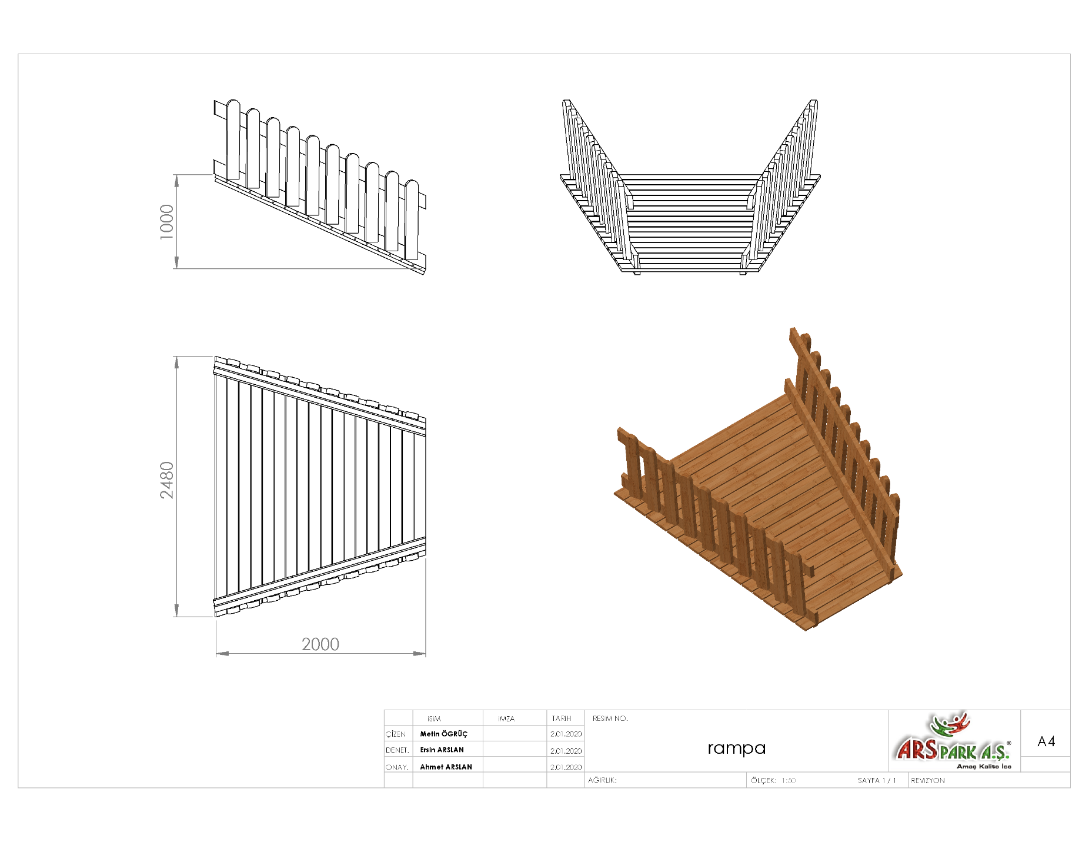 1000
2480
2000
İSİM
İMZA
TARİH
RESİM NO.
ÇİZEN
Metin ÖGRÜÇ
2.01.2020
DENET.
Ersin ARSLAN
2.01.2020
ONAY.
Ahmet ARSLAN
2.01.2020
rampa
ARSPARK A.Ş.®
Amaç Kalite İse
A4
AĞIRLIK:
ÖLÇEK: 1:50
SAYFA 1 / 1
REVİZYON